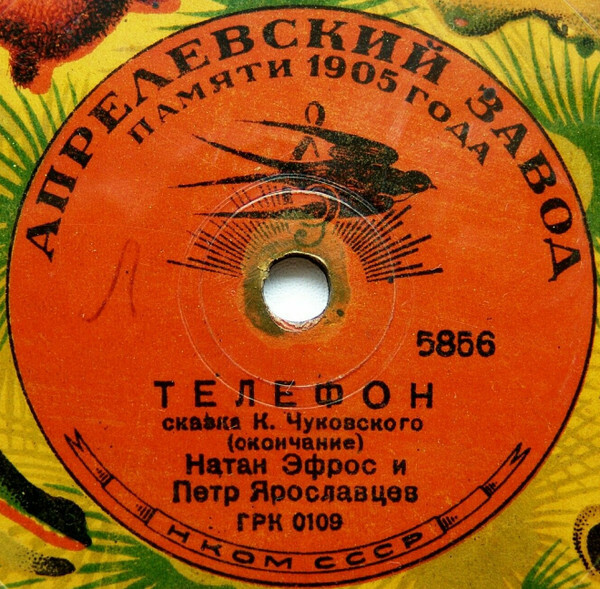 АПРЕЛЕВСКИЙ ЗАВОД
ПАМЯТИ 1905 ГОДА
Л
5856
ТЕЛЕФОН
сказка К. Чуковского
(окончание)
Натан Эфрос и
Петр Ярославцев
ГРК 0109
НКОМ СССР